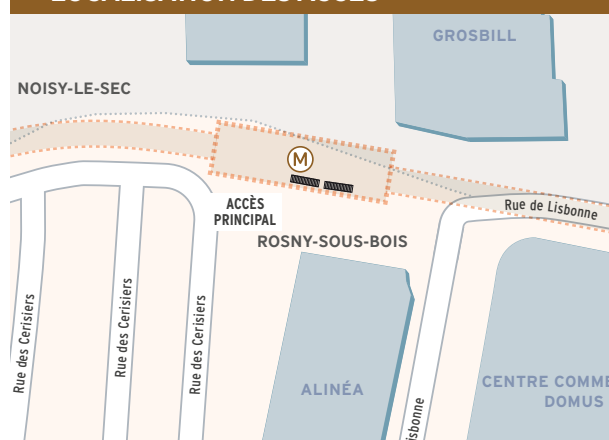 GROSBILL
NOISY-LE-SEC
M
ACCÈS
PRINCIPAL
Rue de Lisbonne
ROSNY-SOUS-BOIS
Rue des Cerisiers
Rue des Cerisiers
Rue des Cerisiers
ALINÉA
CENTRE COMME
DOMUS
isbonne